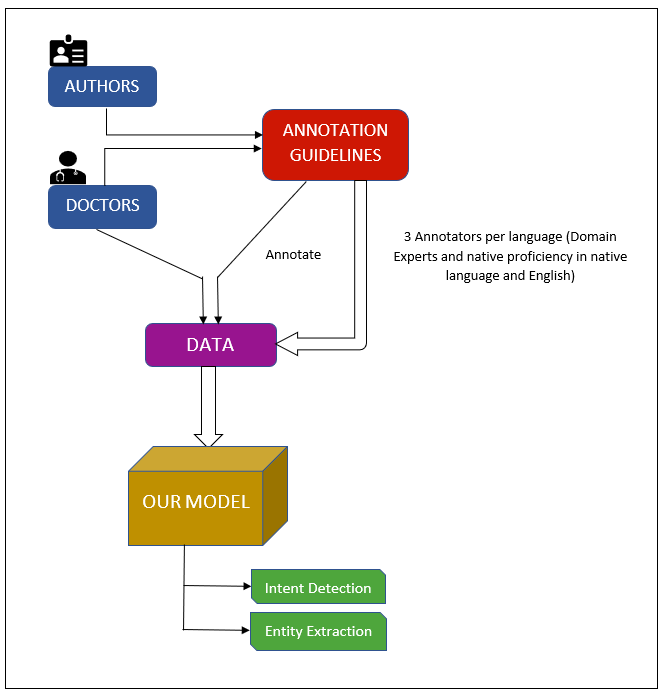 AUTHORS
ANNOTATION
GUIDELINES
DOCTORS
Annotate
3 Annotators per language (Domain
Experts and native proficiency in native
language and English)
DATA
OUR MODEL
Intent Detection
Entity Extraction